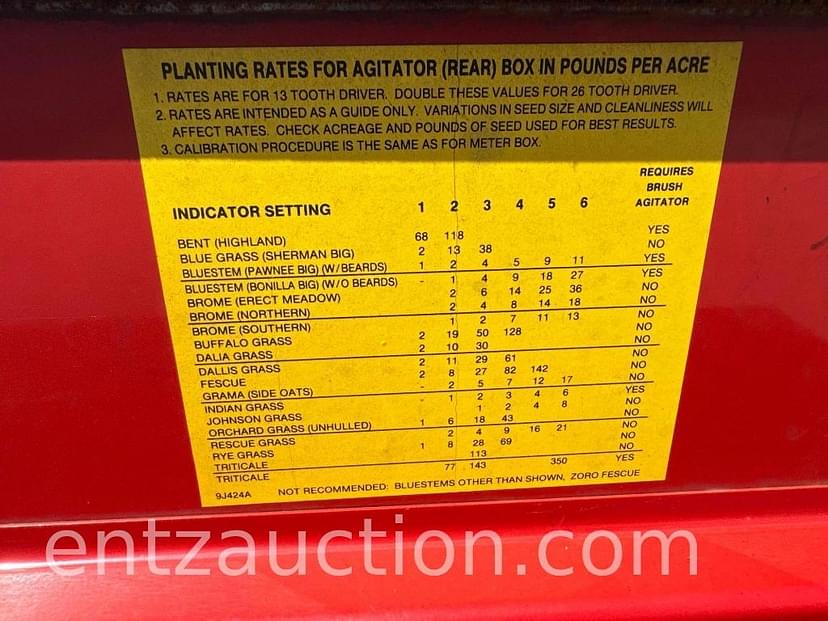 PLANTING RATES FOR AGITATOR (REAR) BOX IN POUNDS PER ACRE
1. RATES ARE FOR 13 TOOTH DRIVER. DOUBLE THESE VALUES FOR 26 TOOTH DRIVER.
2. RATES ARE INTENDED AS A GUIDE ONLY. VARIATIONS IN SEED SIZE AND CLEANLINESS WILL
AFFECT RATES. CHECK ACREAGE AND POUNDS OF SEED USED FOR BEST RESULTS.
3. CALIBRATION PROCEDURE IS THE SAME AS FOR METER BOX.
REQUIRES
BRUSH
INDICATOR SETTING 1 2 3 4 5 6 AGITATOR
BENT (HIGHLAND) 68 118 YES
BLUE GRASS (SHERMAN BIG) 2 13 38 NO
BLUESTEM (PAWNEE BIG) (W/BEARDS) 1 2 4 5 9 11 YES
BLUESTEM (BONILLA BIG) (W/O BEARDS) - 1 4 9 18 27 YES
BROME (ERECT MEADOW) 2 6 14 25 36 NO
BROME (NORTHERN) 2 4 8 14 18 NO
BROME (SOUTHERN) 1 2 7 11 13 NO
BUFFALO GRASS 2 19 50 128 NO
DALIA GRASS 2 10 30 NO
DALLIS GRASS 2 11 29 61 NO
FESCUE 2 8 27 82 142 NO
GRAMA (SIDE OATS) - 2 5 7 12 17 NO
INDIAN GRASS - 1 2 3 4 6 YES
JOHNSON GRASS 1 2 4 8 NO
ORCHARD GRASS (UNHULLED) 1 6 18 43 NO
RESCUE GRASS 2 4 9 16 21 NO
RYE GRASS 1 8 28 69 NO
TRITICALE 113 NO
TRITICALE 77 143 350 YES
9J424A NOT RECOMMENDED: BLUESTEMS OTHER THAN SHOWN, ZORO FESCUE
entzauction.com